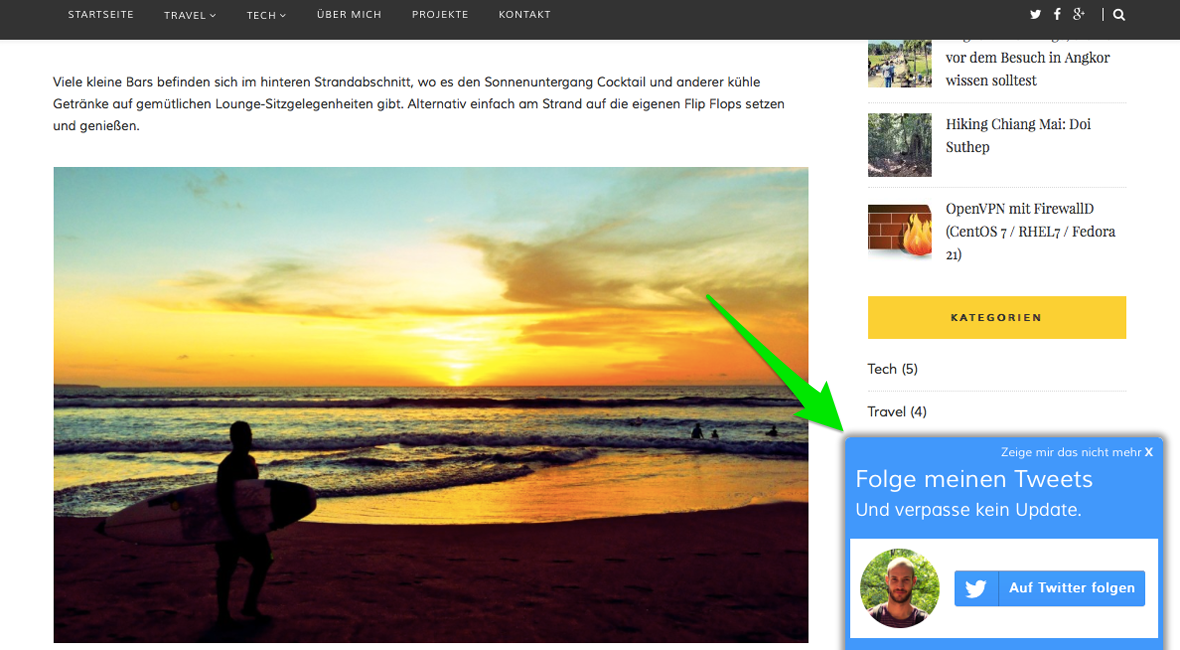 STARTSEITE TRAVEL TECH ÜBER MICH PROJEKTE KONTAKT
Viele kleine Bars befinden sich im hinteren Strandabschnitt, wo es den Sonnenuntergang Cocktail und anderer kühle
Getränke auf gemütlichen Lounge-Sitzgelegenheiten gibt. Alternativ einfach am Strand auf die eigenen Flip Flops setzen
und genießen.
vor dem Besuch in Angkor
wissen solltest
Hiking Chiang Mai: Doi
Suthep
OpenVPN mit FirewallD
(CentOS 7 / RHEL7 / Fedora
21)
KATEGORIEN
Tech (5)
Travel (4)
Zeige mir das nicht mehr X
Folge meinen Tweets
Und verpasse kein Update.
Auf Twitter folgen